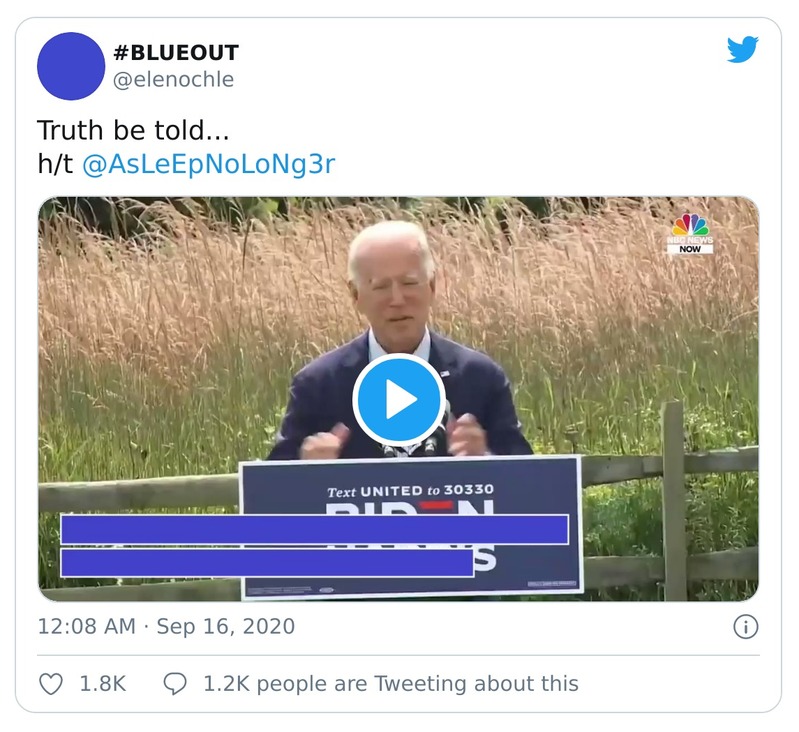 #BLUEOUT
@elenochle
Truth be told...
h/t @AsLeEpNoLoNg3r
NBC NEWS
NOW
Text UNITED to 30330
BIDEN
12:08 AM · Sep 16, 2020
1.8K
1.2K people are Tweeting about this